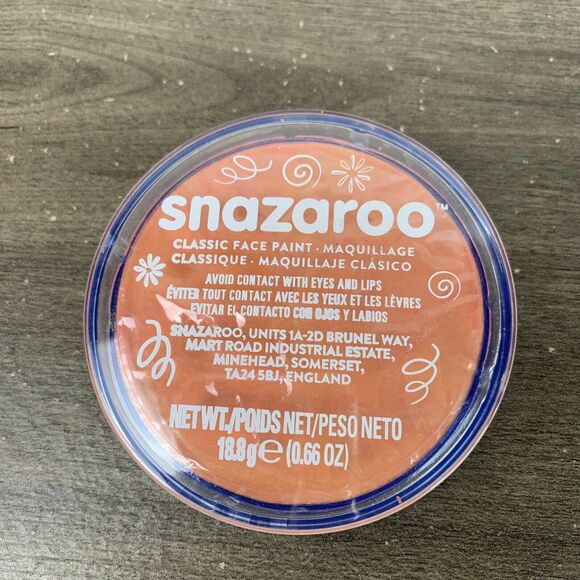 snazaroo™
CLASSIC FACE PAINT · MAQUILLAGE
CLASSIQUE · MAQUILLAJE CLÁSICO
AVOID CONTACT WITH EYES AND LIPS
ÉVITER TOUT CONTACT AVEC LES YEUX ET LES LÈVRES
EVITAR EL CONTACTO CON OJOS Y LABIOS
SNAZAROO, UNITS 1A-2D BRUNEL WAY,
MART ROAD INDUSTRIAL ESTATE,
MINEHEAD, SOMERSET,
TA24 5BJ, ENGLAND
NET WT./POIDS NET/PESO NETO
18.8g℮ (0.66 OZ)